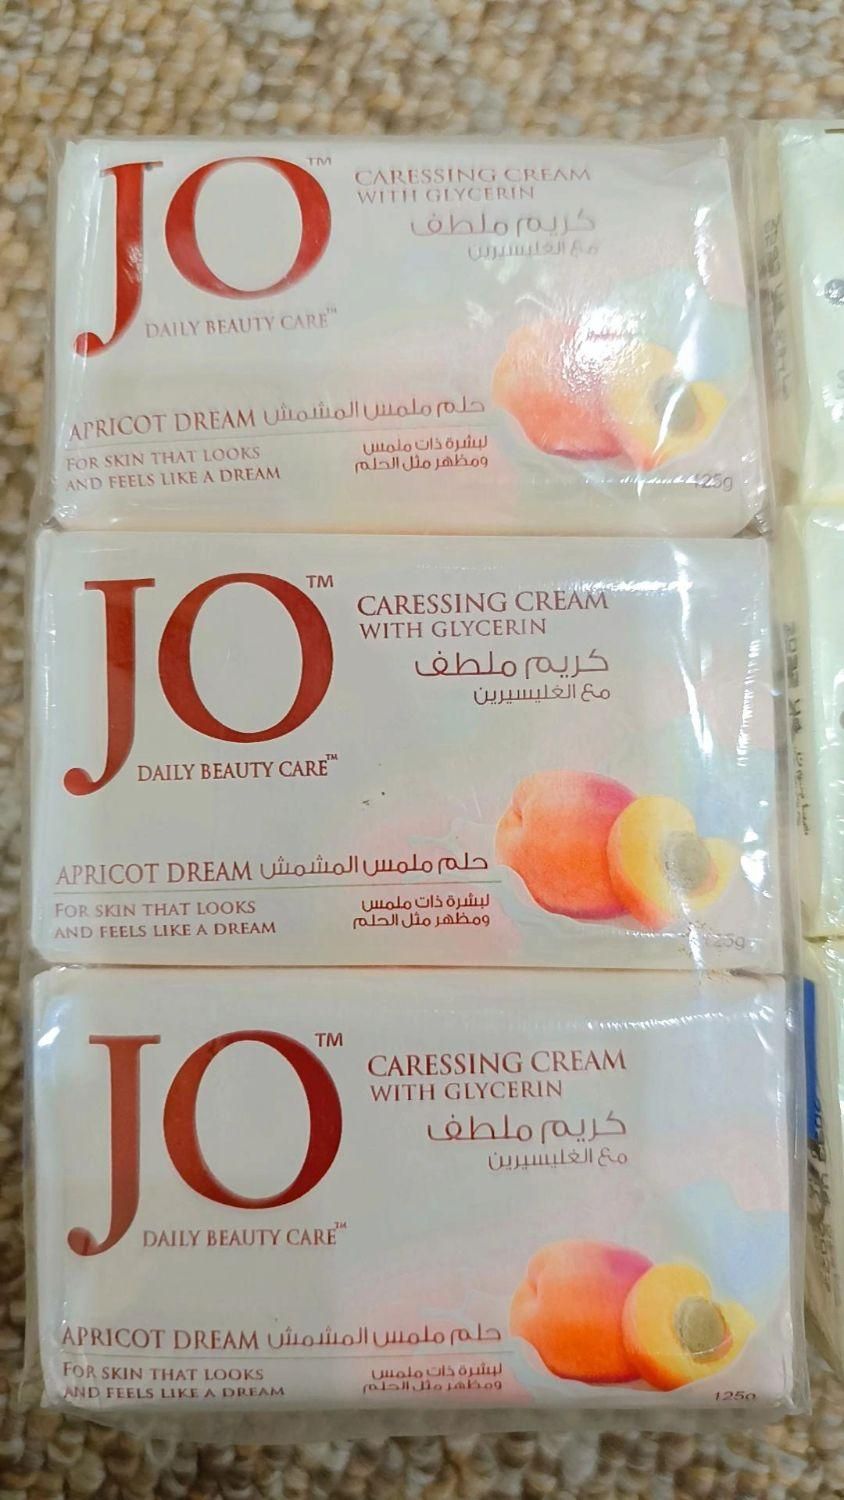 JO™
CARESSING CREAM
WITH GLYCERIN
كريم ملطف
مع الغليسيرين
DAILY BEAUTY CARE™
APRICOT DREAM حلم ملمس المشمش
FOR SKIN THAT LOOKS
AND FEELS LIKE A DREAM
لبشرة ذات ملمس
ومظهر مثل الحلم
125g
JO™
CARESSING CREAM
WITH GLYCERIN
كريم ملطف
مع الغليسيرين
DAILY BEAUTY CARE™
APRICOT DREAM حلم ملمس المشمش
FOR SKIN THAT LOOKS
AND FEELS LIKE A DREAM
لبشرة ذات ملمس
ومظهر مثل الحلم
125g
JO™
CARESSING CREAM
WITH GLYCERIN
كريم ملطف
مع الغليسيرين
DAILY BEAUTY CARE™
APRICOT DREAM حلم ملمس المشمش
FOR SKIN THAT LOOKS
AND FEELS LIKE A DREAM
لبشرة ذات ملمس
ومظهر مثل الحلم
125g